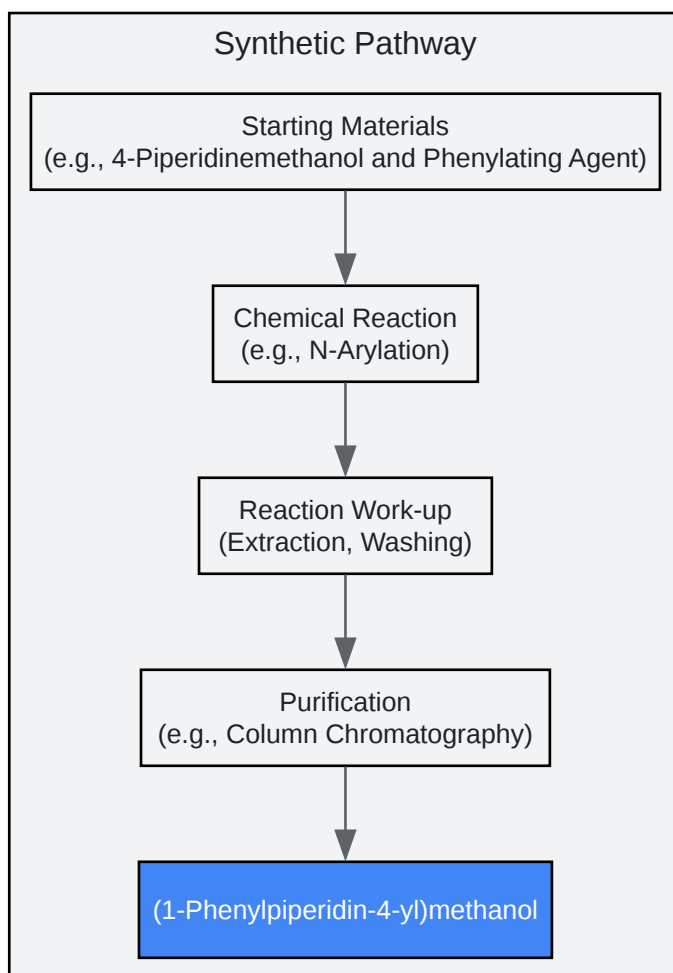 Synthetic Pathway
Starting Materials
(e.g., 4-Piperidinemethanol and Phenylating Agent)
Chemical Reaction
(e.g., N-Arylation)
Reaction Work-up
(Extraction, Washing)
Purification
(e.g., Column Chromatography)
(1-Phenylpiperidin-4-yl)methanol